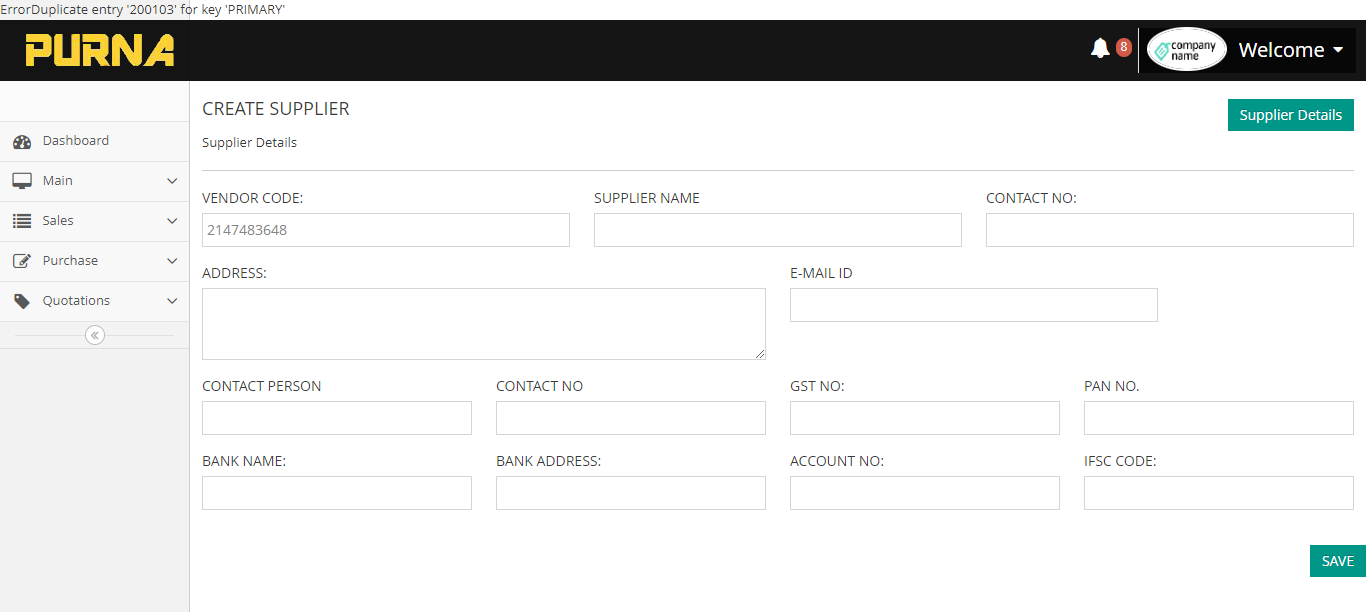 ErrorDuplicate entry '200103' for key 'PRIMARY'
PURNA
8
company name
Welcome
CREATE SUPPLIER
Supplier Details
Supplier Details
Dashboard
Main
Sales
Purchase
Quotations
VENDOR CODE:
SUPPLIER NAME
CONTACT NO:
2147483648
ADDRESS:
E-MAIL ID
CONTACT PERSON
CONTACT NO
GST NO:
PAN NO.
BANK NAME:
BANK ADDRESS:
ACCOUNT NO:
IFSC CODE:
SAVE